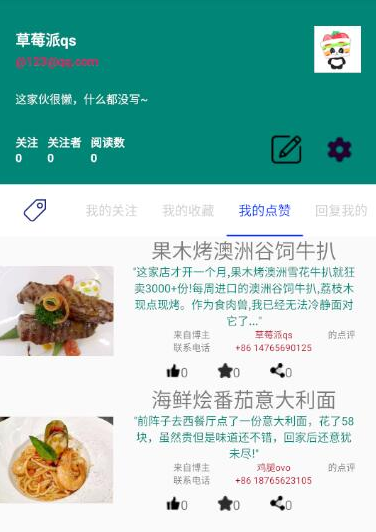 草莓派qs
@123@qq.com
这家伙很懒，什么都没写~
关注 关注者 阅读数
0 0 0
我的关注 我的收藏 我的点赞 回复我的
果木烤澳洲谷饲牛扒
"这家店才开一个月,果木烤澳洲雪花牛扒就狂
卖3000+份!每周进口的澳洲谷饲牛扒,荔枝木
现点现烤。作为食肉兽,我已经无法冷静面对
它了..."
来自博主 草莓派qs 的点评
联系电话 +86 14765690125
0 0 0
海鲜烩番茄意大利面
"前阵子去西餐厅点了一份意大利面，花了58
块，虽然贵但是味道还不错，回家后还意犹
未尽!"
来自博主 鸡腿ovo 的点评
联系电话 +86 18765623105
0 0 0